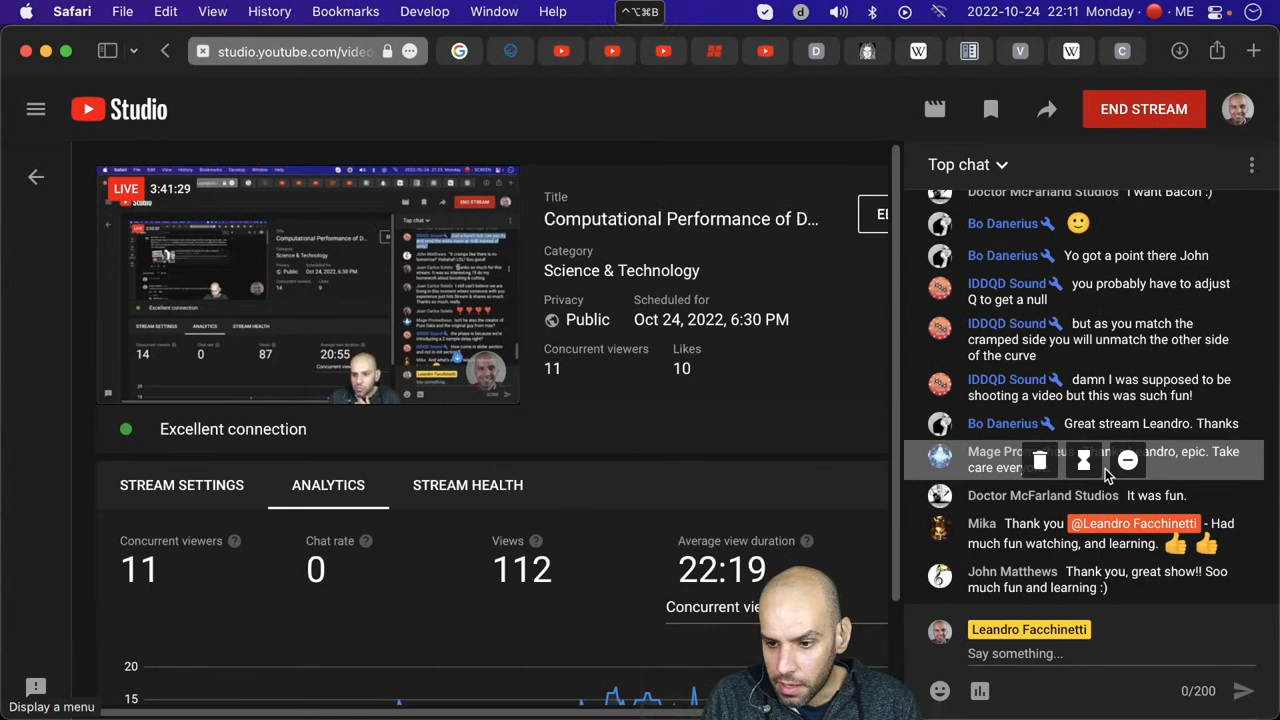 Safari File Edit View History Bookmarks Develop Window Help ⌃⌥⌘B 2022-10-24 22:11 Monday · ME
studio.youtube.com/video
Studio
END STREAM
LIVE 3:41:29
Title
Computational Performance of D...
Category
Science & Technology
Privacy
Public
Scheduled for
Oct 24, 2022, 6:30 PM
Concurrent viewers
11
Likes
10
Excellent connection
STREAM SETTINGS ANALYTICS STREAM HEALTH
Concurrent viewers
11
Chat rate
0
Views
112
Average view duration
22:19
20
15
Display a menu
Top chat
Doctor McFarland Studios I want Bacon :)
Bo Danerius
Bo Danerius Yo got a point there John
IDDQD Sound you probably have to adjust
Q to get a null
IDDQD Sound but as you match the
cramped side you will unmatch the other side
of the curve
IDDQD Sound damn I was supposed to be
shooting a video but this was such fun!
Bo Danerius Great stream Leandro. Thanks
epic. Take
Doctor McFarland Studios It was fun.
Mika Thank you @Leandro Facchinetti - Had
much fun watching, and learning.
John Matthews Thank you, great show!! Soo
much fun and learning :)
Leandro Facchinetti
Say something...
0/200